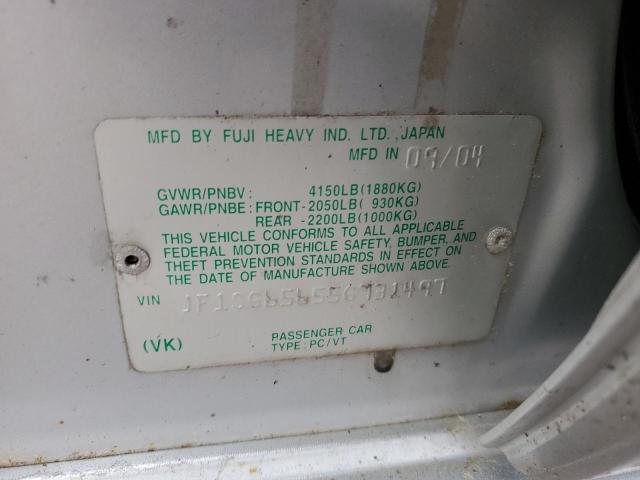 MFD BY FUJI HEAVY IND. LTD. JAPAN
MFD IN 09/04
GVWR/PNBV: 4150LB(1880KG)
GAWR/PNBE: FRONT-2050LB( 930KG)
REAR -2200LB(1000KG)
THIS VEHICLE CONFORMS TO ALL APPLICABLE
FEDERAL MOTOR VEHICLE SAFETY, BUMPER, AND
THEFT PREVENTION STANDARDS IN EFFECT ON
THE DATE OF MANUFACTURE SHOWN ABOVE.
VIN
(VK)
PASSENGER CAR
TYPE: PC/VT